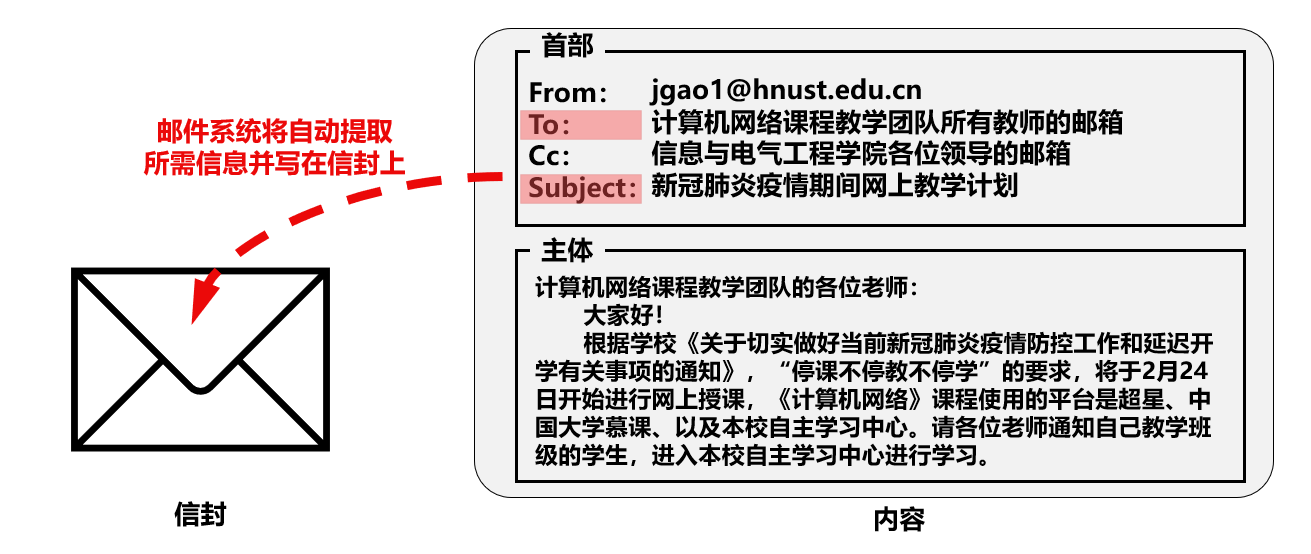 邮件系统将自动提取
所需信息并写在信封上
信封
首部
From： jgao1@hnust.edu.cn
To： 计算机网络课程教学团队所有教师的邮箱
Cc： 信息与电气工程学院各位领导的邮箱
Subject： 新冠肺炎疫情期间网上教学计划
主体
计算机网络课程教学团队的各位老师：
大家好！
根据学校《关于切实做好当前新冠肺炎疫情防控工作和延迟开
学有关事项的通知》，“停课不停教不停学”的要求，将于2月24
日开始进行网上授课，《计算机网络》课程使用的平台是超星、中
国大学慕课、以及本校自主学习中心。请各位老师通知自己教学班
级的学生，进入本校自主学习中心进行学习。
内容